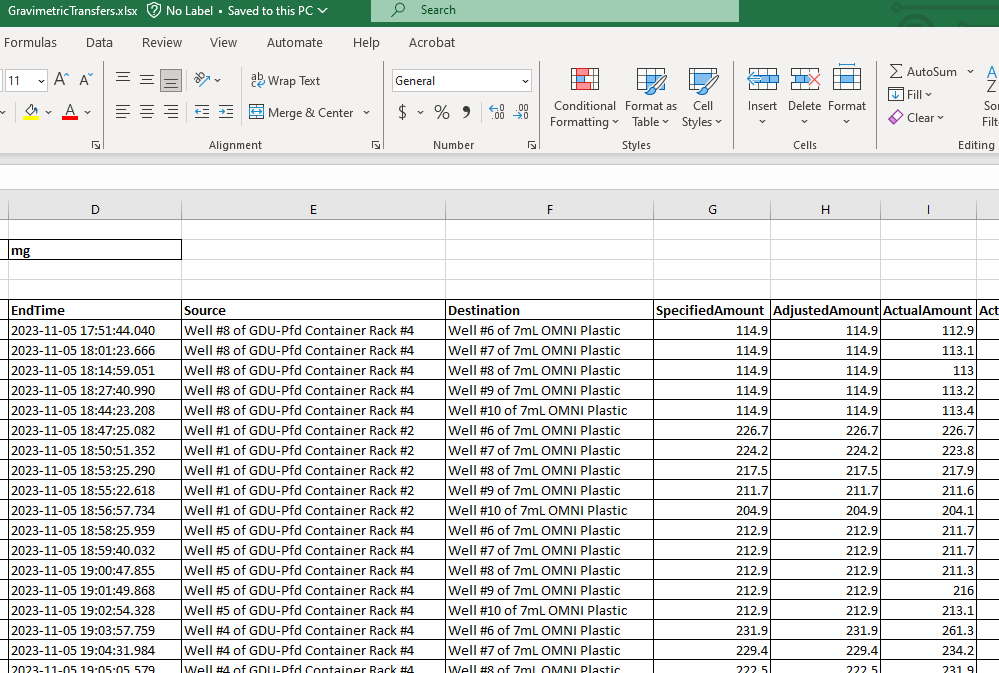 GravimetricTransfers.xlsx No Label • Saved to this PC Search
Formulas Data Review View Automate Help Acrobat
11 A^ A˅ ab Wrap Text General Conditional Formatting Format as Table Cell Styles Insert Delete Format AutoSum
A Merge & Center $ % 9 .00 .00 Fill
Clear
Alignment Number Styles Cells Editing
D E F G H I
mg
EndTime Source Destination SpecifiedAmount AdjustedAmount ActualAmount Act
2023-11-05 17:51:44.040 Well #8 of GDU-Pfd Container Rack #4 Well #6 of 7mL OMNI Plastic 114.9 114.9 112.9
2023-11-05 18:01:23.666 Well #8 of GDU-Pfd Container Rack #4 Well #7 of 7mL OMNI Plastic 114.9 114.9 113.1
2023-11-05 18:14:59.051 Well #8 of GDU-Pfd Container Rack #4 Well #8 of 7mL OMNI Plastic 114.9 114.9 113
2023-11-05 18:27:40.990 Well #8 of GDU-Pfd Container Rack #4 Well #9 of 7mL OMNI Plastic 114.9 114.9 113.2
2023-11-05 18:44:23.208 Well #8 of GDU-Pfd Container Rack #4 Well #10 of 7mL OMNI Plastic 114.9 114.9 113.4
2023-11-05 18:47:25.082 Well #1 of GDU-Pfd Container Rack #2 Well #6 of 7mL OMNI Plastic 226.7 226.7 226.7
2023-11-05 18:50:51.352 Well #1 of GDU-Pfd Container Rack #2 Well #7 of 7mL OMNI Plastic 224.2 224.2 223.8
2023-11-05 18:53:25.290 Well #1 of GDU-Pfd Container Rack #2 Well #8 of 7mL OMNI Plastic 217.5 217.5 217.9
2023-11-05 18:55:22.618 Well #1 of GDU-Pfd Container Rack #2 Well #9 of 7mL OMNI Plastic 211.7 211.7 211.6
2023-11-05 18:56:57.734 Well #1 of GDU-Pfd Container Rack #2 Well #10 of 7mL OMNI Plastic 204.9 204.9 204.1
2023-11-05 18:58:25.959 Well #5 of GDU-Pfd Container Rack #4 Well #6 of 7mL OMNI Plastic 212.9 212.9 211.7
2023-11-05 18:59:40.032 Well #5 of GDU-Pfd Container Rack #4 Well #7 of 7mL OMNI Plastic 212.9 212.9 211.7
2023-11-05 19:00:47.855 Well #5 of GDU-Pfd Container Rack #4 Well #8 of 7mL OMNI Plastic 212.9 212.9 211.3
2023-11-05 19:01:49.868 Well #5 of GDU-Pfd Container Rack #4 Well #9 of 7mL OMNI Plastic 212.9 212.9 216
2023-11-05 19:02:54.328 Well #5 of GDU-Pfd Container Rack #4 Well #10 of 7mL OMNI Plastic 212.9 212.9 213.1
2023-11-05 19:03:57.759 Well #4 of GDU-Pfd Container Rack #4 Well #6 of 7mL OMNI Plastic 231.9 231.9 261.3
2023-11-05 19:04:31.984 Well #4 of GDU-Pfd Container Rack #4 Well #7 of 7mL OMNI Plastic 229.4 229.4 234.2
2023-11-05 19:05:05.579 Well #4 of GDU-Pfd Container Rack #4 Well #8 of 7mL OMNI Plastic 222.5 222.5 231.9